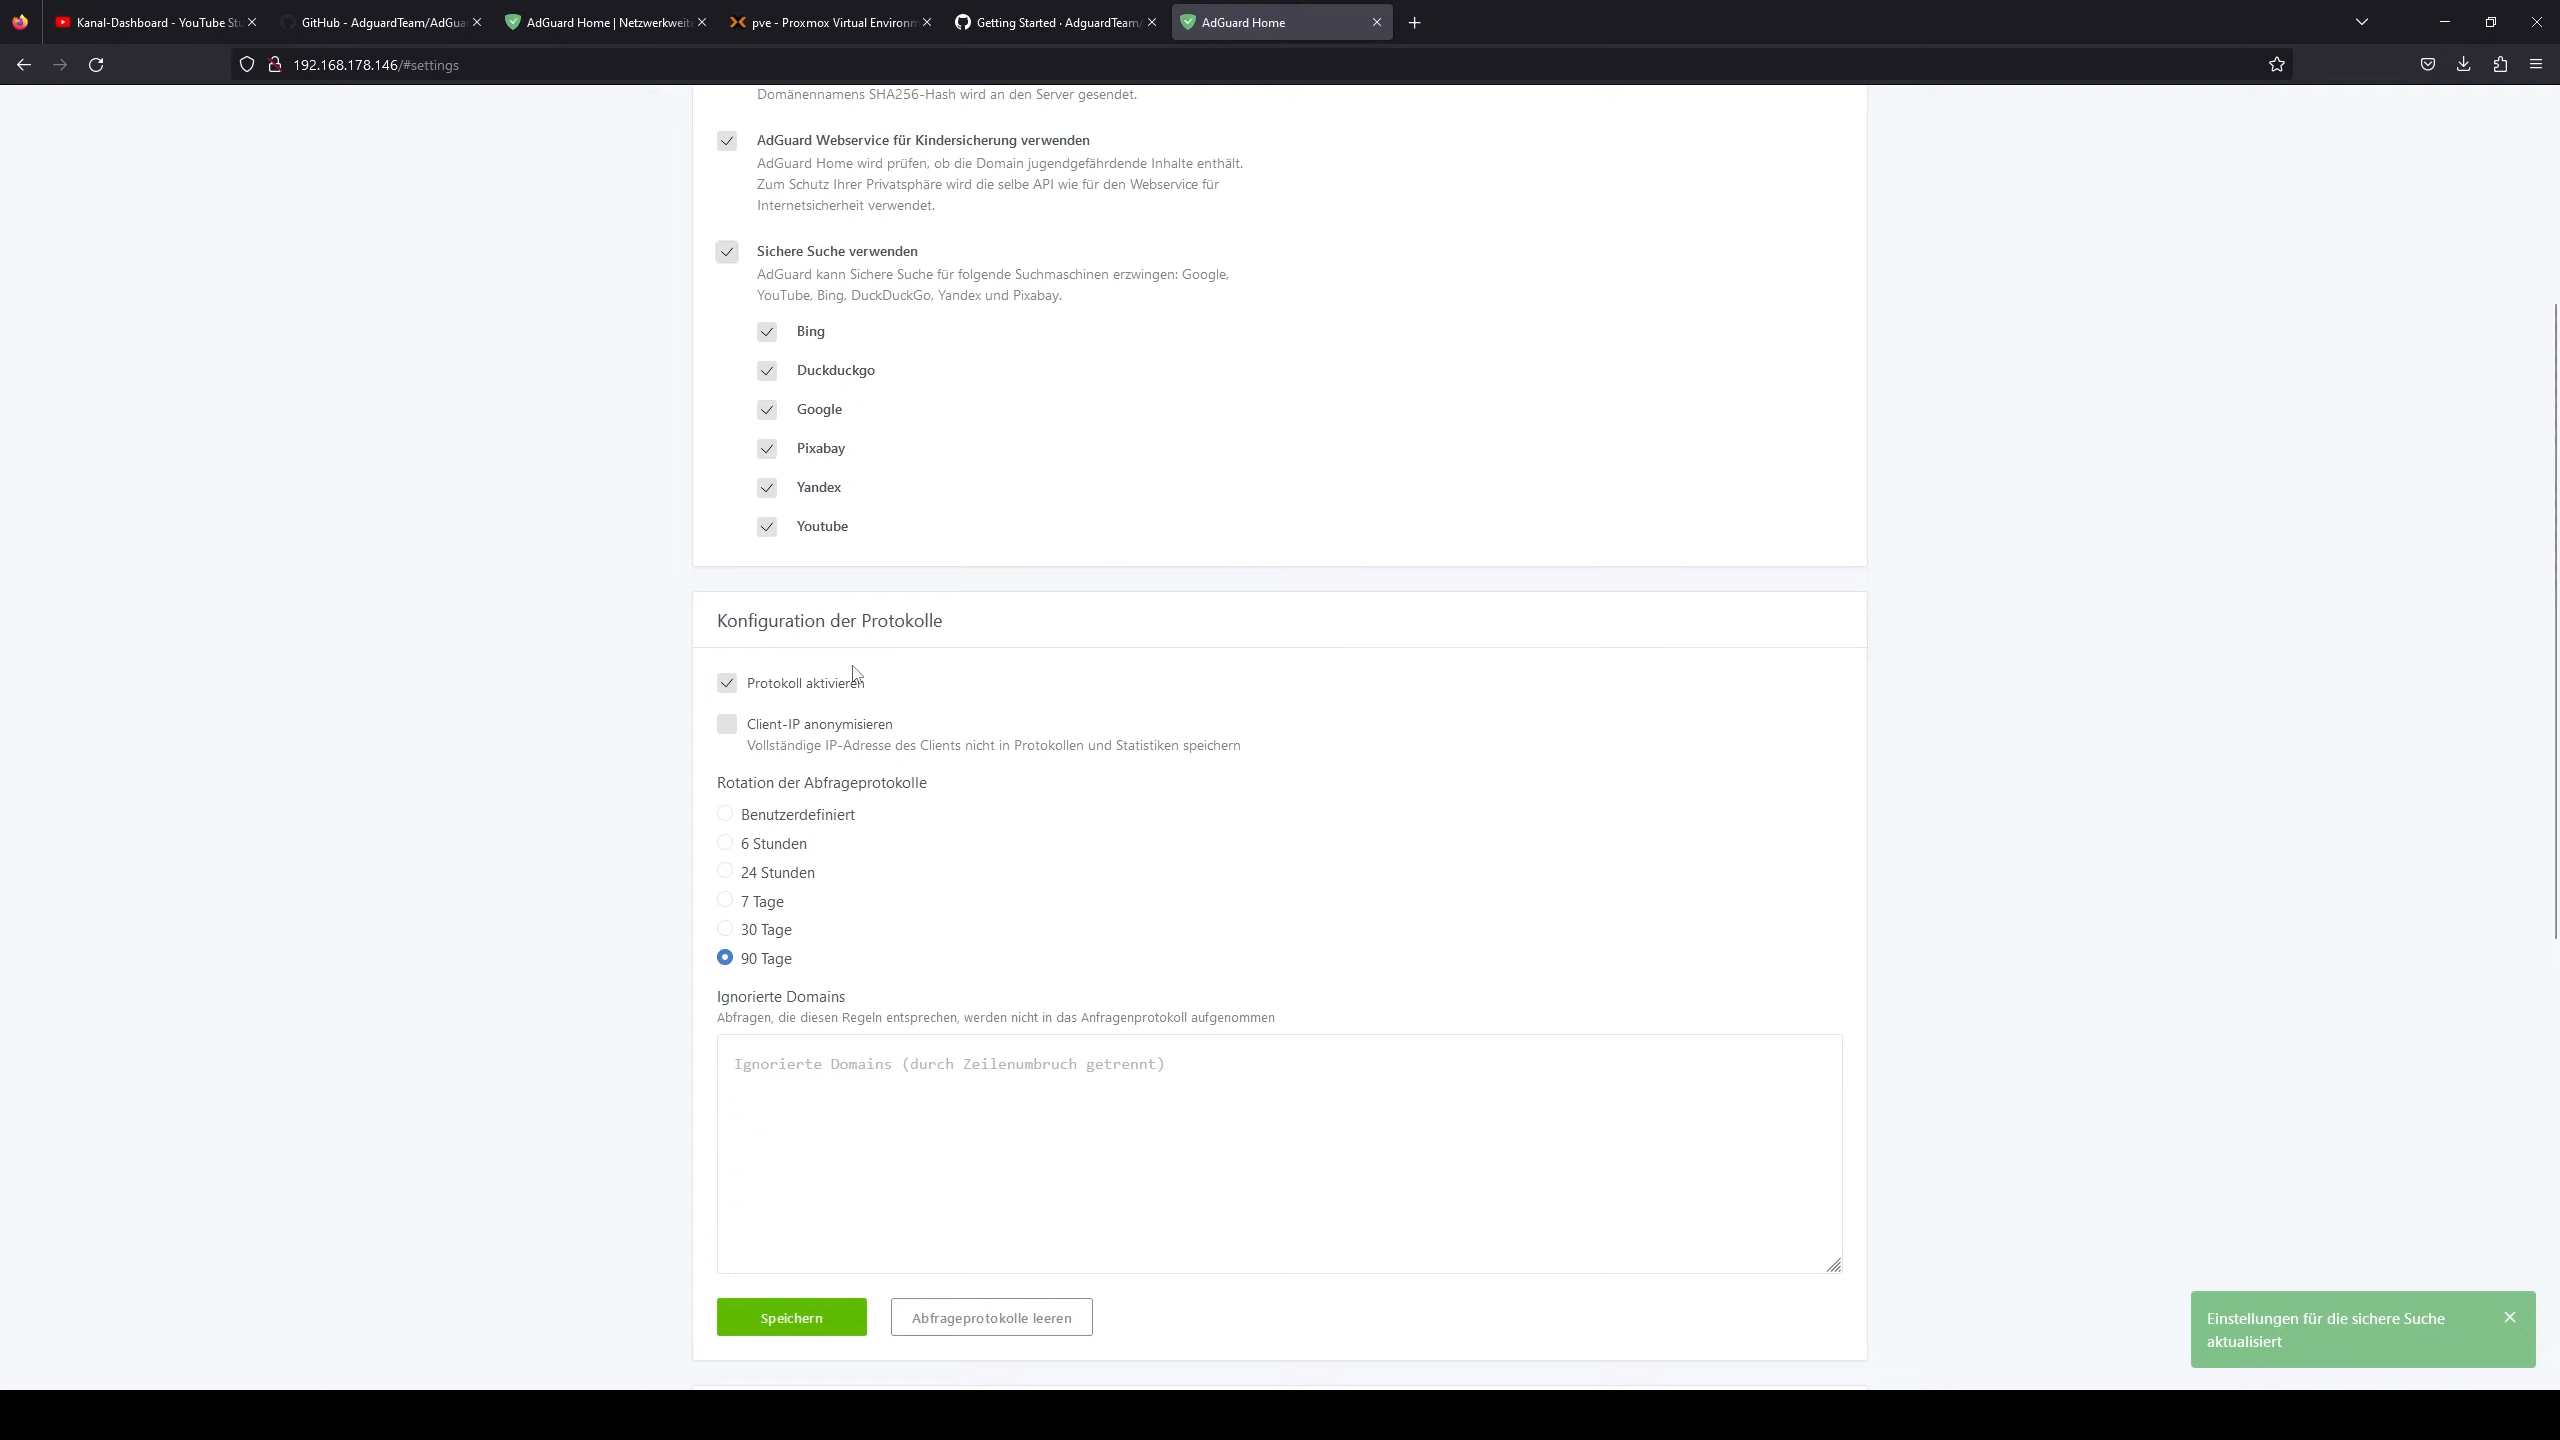 Kanal-Dashboard - YouTube Stu
GitHub - AdguardTeam/AdGua
AdGuard Home | Netzwerkweit
pve - Proxmox Virtual Environm
Getting Started · AdguardTeam/
AdGuard Home
192.168.178.146/#settings
Domänennamens SHA256-Hash wird an den Server gesendet.
AdGuard Webservice für Kindersicherung verwenden
AdGuard Home wird prüfen, ob die Domain jugendgefährdende Inhalte enthält.
Zum Schutz Ihrer Privatsphäre wird die selbe API wie für den Webservice für
Internetsicherheit verwendet.
Sichere Suche verwenden
AdGuard kann Sichere Suche für folgende Suchmaschinen erzwingen: Google,
YouTube, Bing, DuckDuckGo, Yandex und Pixabay.
Bing
Duckduckgo
Google
Pixabay
Yandex
Youtube
Konfiguration der Protokolle
Protokoll aktivieren
Client-IP anonymisieren
Vollständige IP-Adresse des Clients nicht in Protokollen und Statistiken speichern
Rotation der Abfrageprotokolle
Benutzerdefiniert
6 Stunden
24 Stunden
7 Tage
30 Tage
90 Tage
Ignorierte Domains
Abfragen, die diesen Regeln entsprechen, werden nicht in das Anfragenprotokoll aufgenommen
Ignorierte Domains (durch Zeilenumbruch getrennt)
Speichern
Abfrageprotokolle leeren
Einstellungen für die sichere Suche
aktualisiert